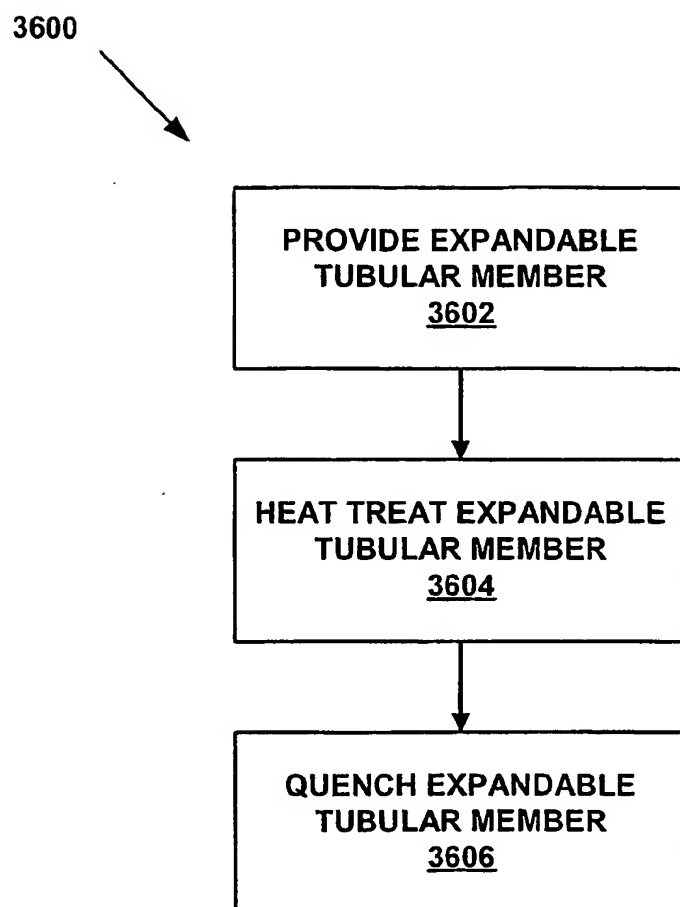 3600
PROVIDE EXPANDABLE
TUBULAR MEMBER
3602
HEAT TREAT EXPANDABLE
TUBULAR MEMBER
3604
QUENCH EXPANDABLE
TUBULAR MEMBER
3606